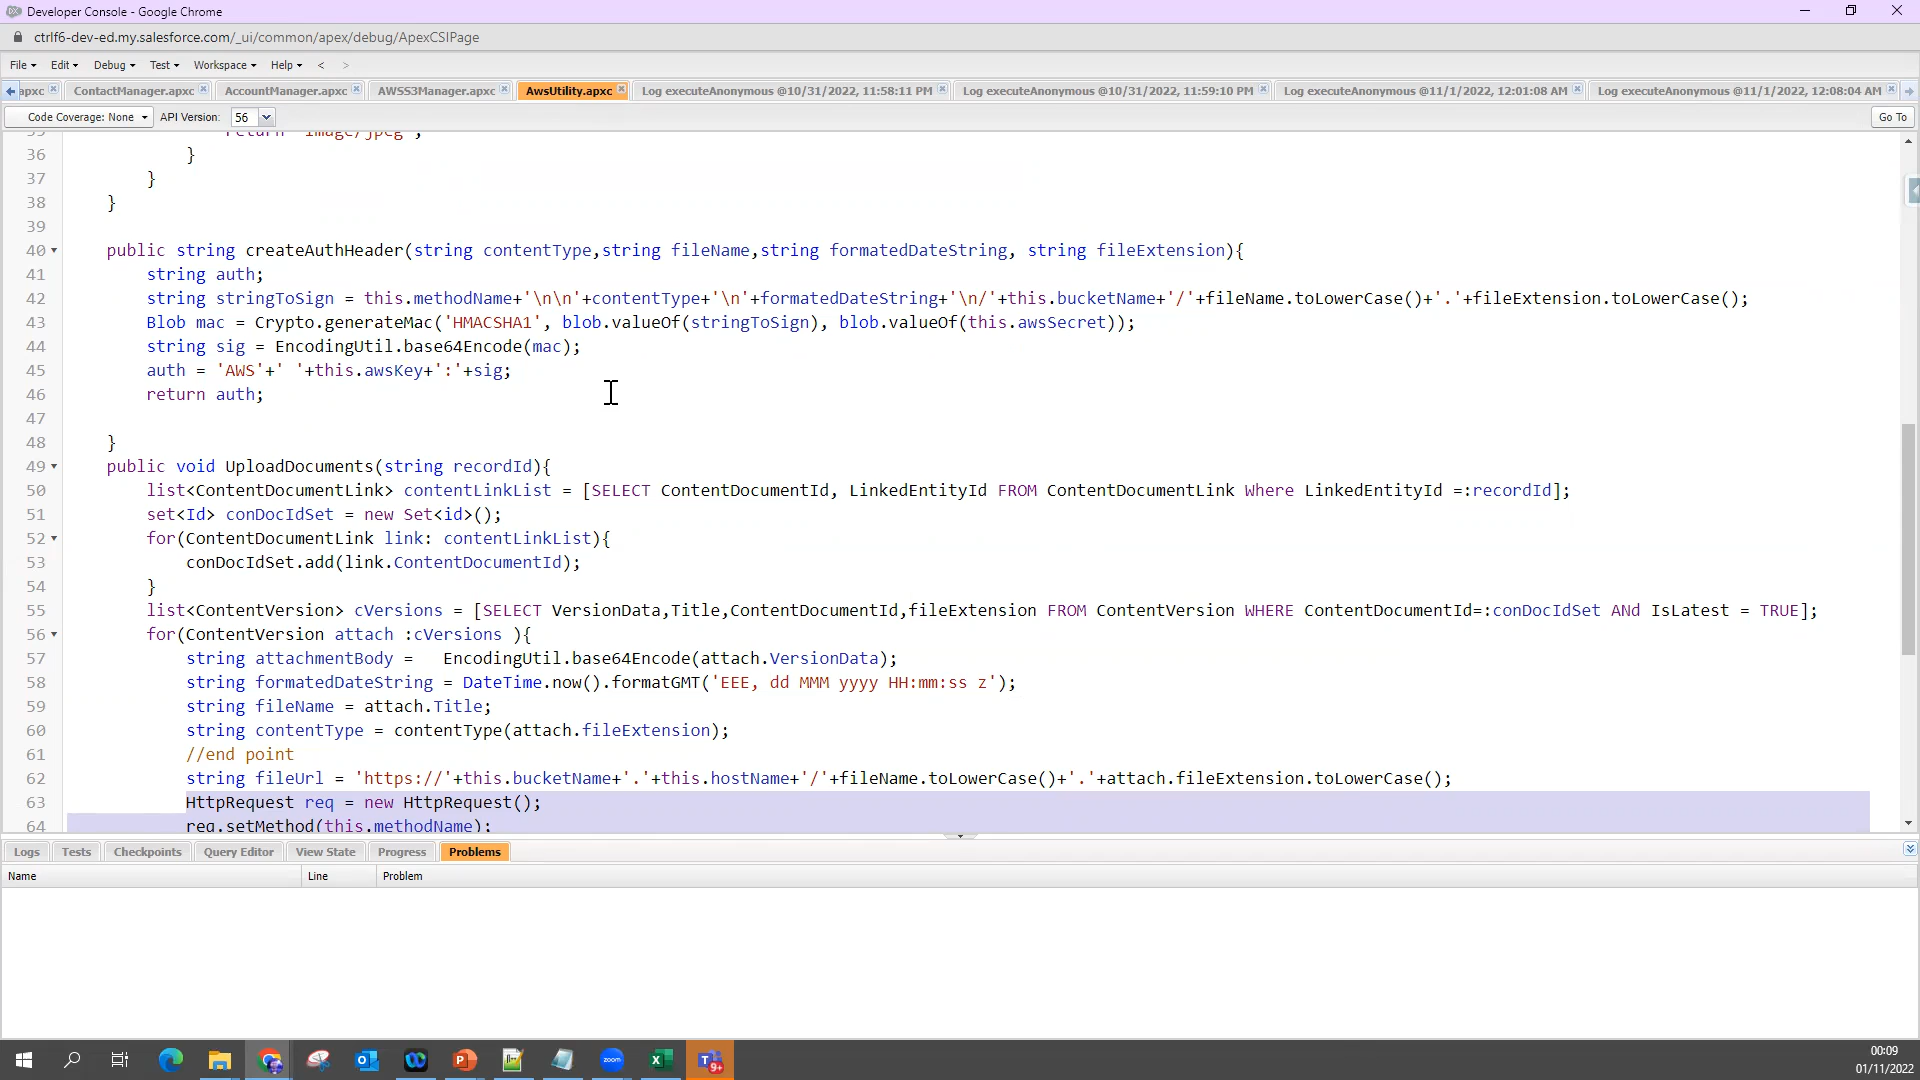 Developer Console - Google Chrome
ctrlf6-dev-ed.my.salesforce.com/_ui/common/apex/debug/ApexCSIPage
File Edit Debug Test Workspace Help < >
apxc ContactManager.apxc AccountManager.apxc AWSS3Manager.apxc AwsUtility.apxc Log executeAnonymous @10/31/2022, 11:58:11 PM Log executeAnonymous @10/31/2022, 11:59:10 PM Log executeAnonymous @11/1/2022, 12:01:08 AM Log executeAnonymous @11/1/2022, 12:08:04 AM
Code Coverage: None API Version: 56 Go To
35 return 'image/jpeg';
36 }
37 }
38 }
39
40 public string createAuthHeader(string contentType,string fileName,string formatedDateString, string fileExtension){
41 string auth;
42 string stringToSign = this.methodName+'\n\n'+contentType+'\n'+formatedDateString+'\n/'+this.bucketName+'/'+fileName.toLowerCase()+'.'+fileExtension.toLowerCase();
43 Blob mac = Crypto.generateMac('HMACSHA1', blob.valueOf(stringToSign), blob.valueOf(this.awsSecret));
44 string sig = EncodingUtil.base64Encode(mac);
45 auth = 'AWS'+' '+this.awsKey+':'+sig;
46 return auth;
47
48 }
49 public void UploadDocuments(string recordId){
50 list<ContentDocumentLink> contentLinkList = [SELECT ContentDocumentId, LinkedEntityId FROM ContentDocumentLink Where LinkedEntityId =:recordId];
51 set<Id> conDocIdSet = new Set<id>();
52 for(ContentDocumentLink link: contentLinkList){
53 conDocIdSet.add(link.ContentDocumentId);
54 }
55 list<ContentVersion> cVersions = [SELECT VersionData,Title,ContentDocumentId,fileExtension FROM ContentVersion WHERE ContentDocumentId=:conDocIdSet ANd IsLatest = TRUE];
56 for(ContentVersion attach :cVersions ){
57 string attachmentBody =   EncodingUtil.base64Encode(attach.VersionData);
58 string formatedDateString = DateTime.now().formatGMT('EEE, dd MMM yyyy HH:mm:ss z');
59 string fileName = attach.Title;
60 string contentType = contentType(attach.fileExtension);
61 //end point
62 string fileUrl = 'https://'+this.bucketName+'.'+this.hostName+'/'+fileName.toLowerCase()+'.'+attach.fileExtension.toLowerCase();
63 HttpRequest req = new HttpRequest();
64 req.setMethod(this.methodName);
Logs Tests Checkpoints Query Editor View State Progress Problems
Name Line Problem
zoom
9+
00:09
01/11/2022